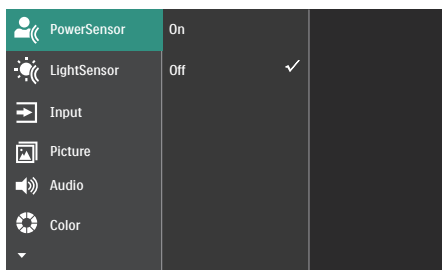 PowerSensor
On
LightSensor
Off
Input
Picture
Audio
Color